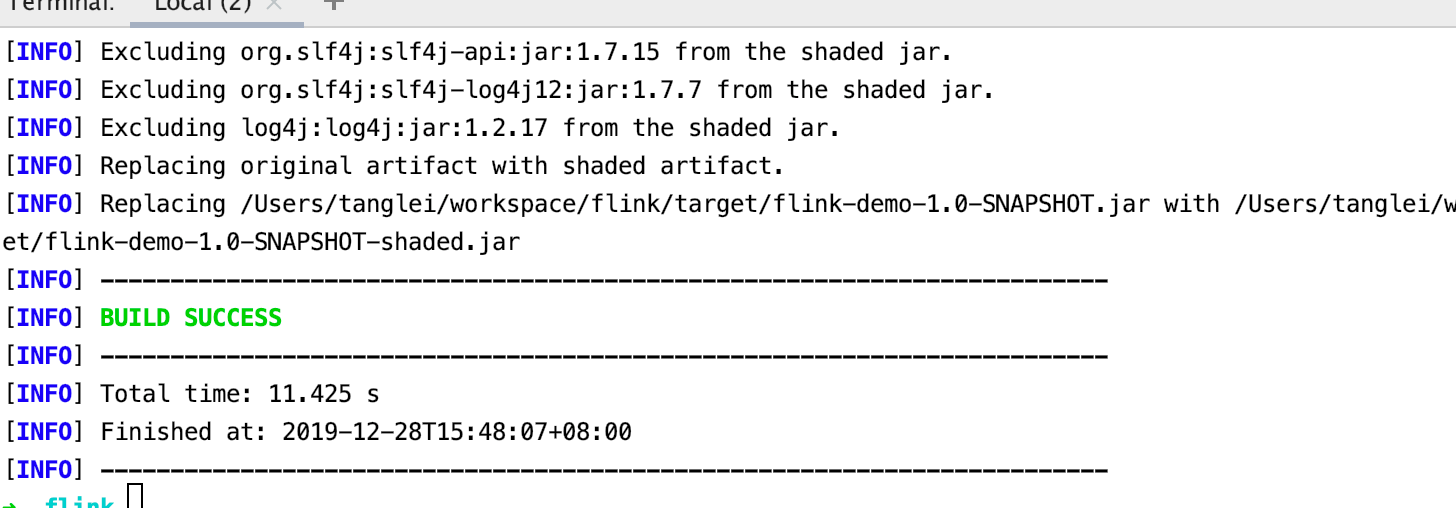 Terminal: Local (2) × +
[INFO] Excluding org.slf4j:slf4j-api:jar:1.7.15 from the shaded jar.
[INFO] Excluding org.slf4j:slf4j-log4j12:jar:1.7.7 from the shaded jar.
[INFO] Excluding log4j:log4j:jar:1.2.17 from the shaded jar.
[INFO] Replacing original artifact with shaded artifact.
[INFO] Replacing /Users/tanglei/workspace/flink/target/flink-demo-1.0-SNAPSHOT.jar with /Users/tanglei/w
et/flink-demo-1.0-SNAPSHOT-shaded.jar
[INFO] ------------------------------------------------------------------------
[INFO] BUILD SUCCESS
[INFO] ------------------------------------------------------------------------
[INFO] Total time: 11.425 s
[INFO] Finished at: 2019-12-28T15:48:07+08:00
[INFO] ------------------------------------------------------------------------
→ flink